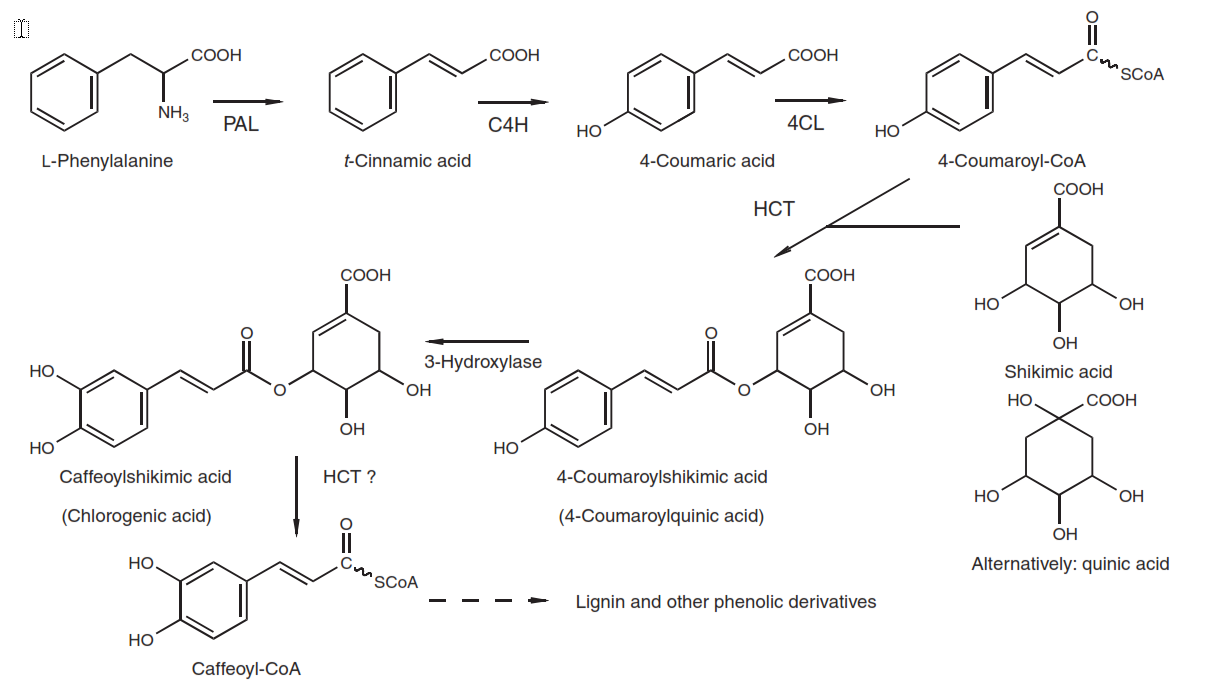 COOH
NH3
PAL
L-Phenylalanine
COOH
C4H
t-Cinnamic acid
COOH
HO
4CL
4-Coumaric acid
O
C
SCoA
HO
4-Coumaroyl-CoA
HCT
COOH
HO
OH
OH
Shikimic acid
HO
COOH
HO
OH
OH
Alternatively: quinic acid
COOH
O
O
OH
OH
HO
4-Coumaroylshikimic acid
(4-Coumaroylquinic acid)
3-Hydroxylase
COOH
HO
O
O
OH
OH
HO
Caffeoylshikimic acid
(Chlorogenic acid)
HCT ?
O
HO
C
SCoA
HO
Caffeoyl-CoA
Lignin and other phenolic derivatives